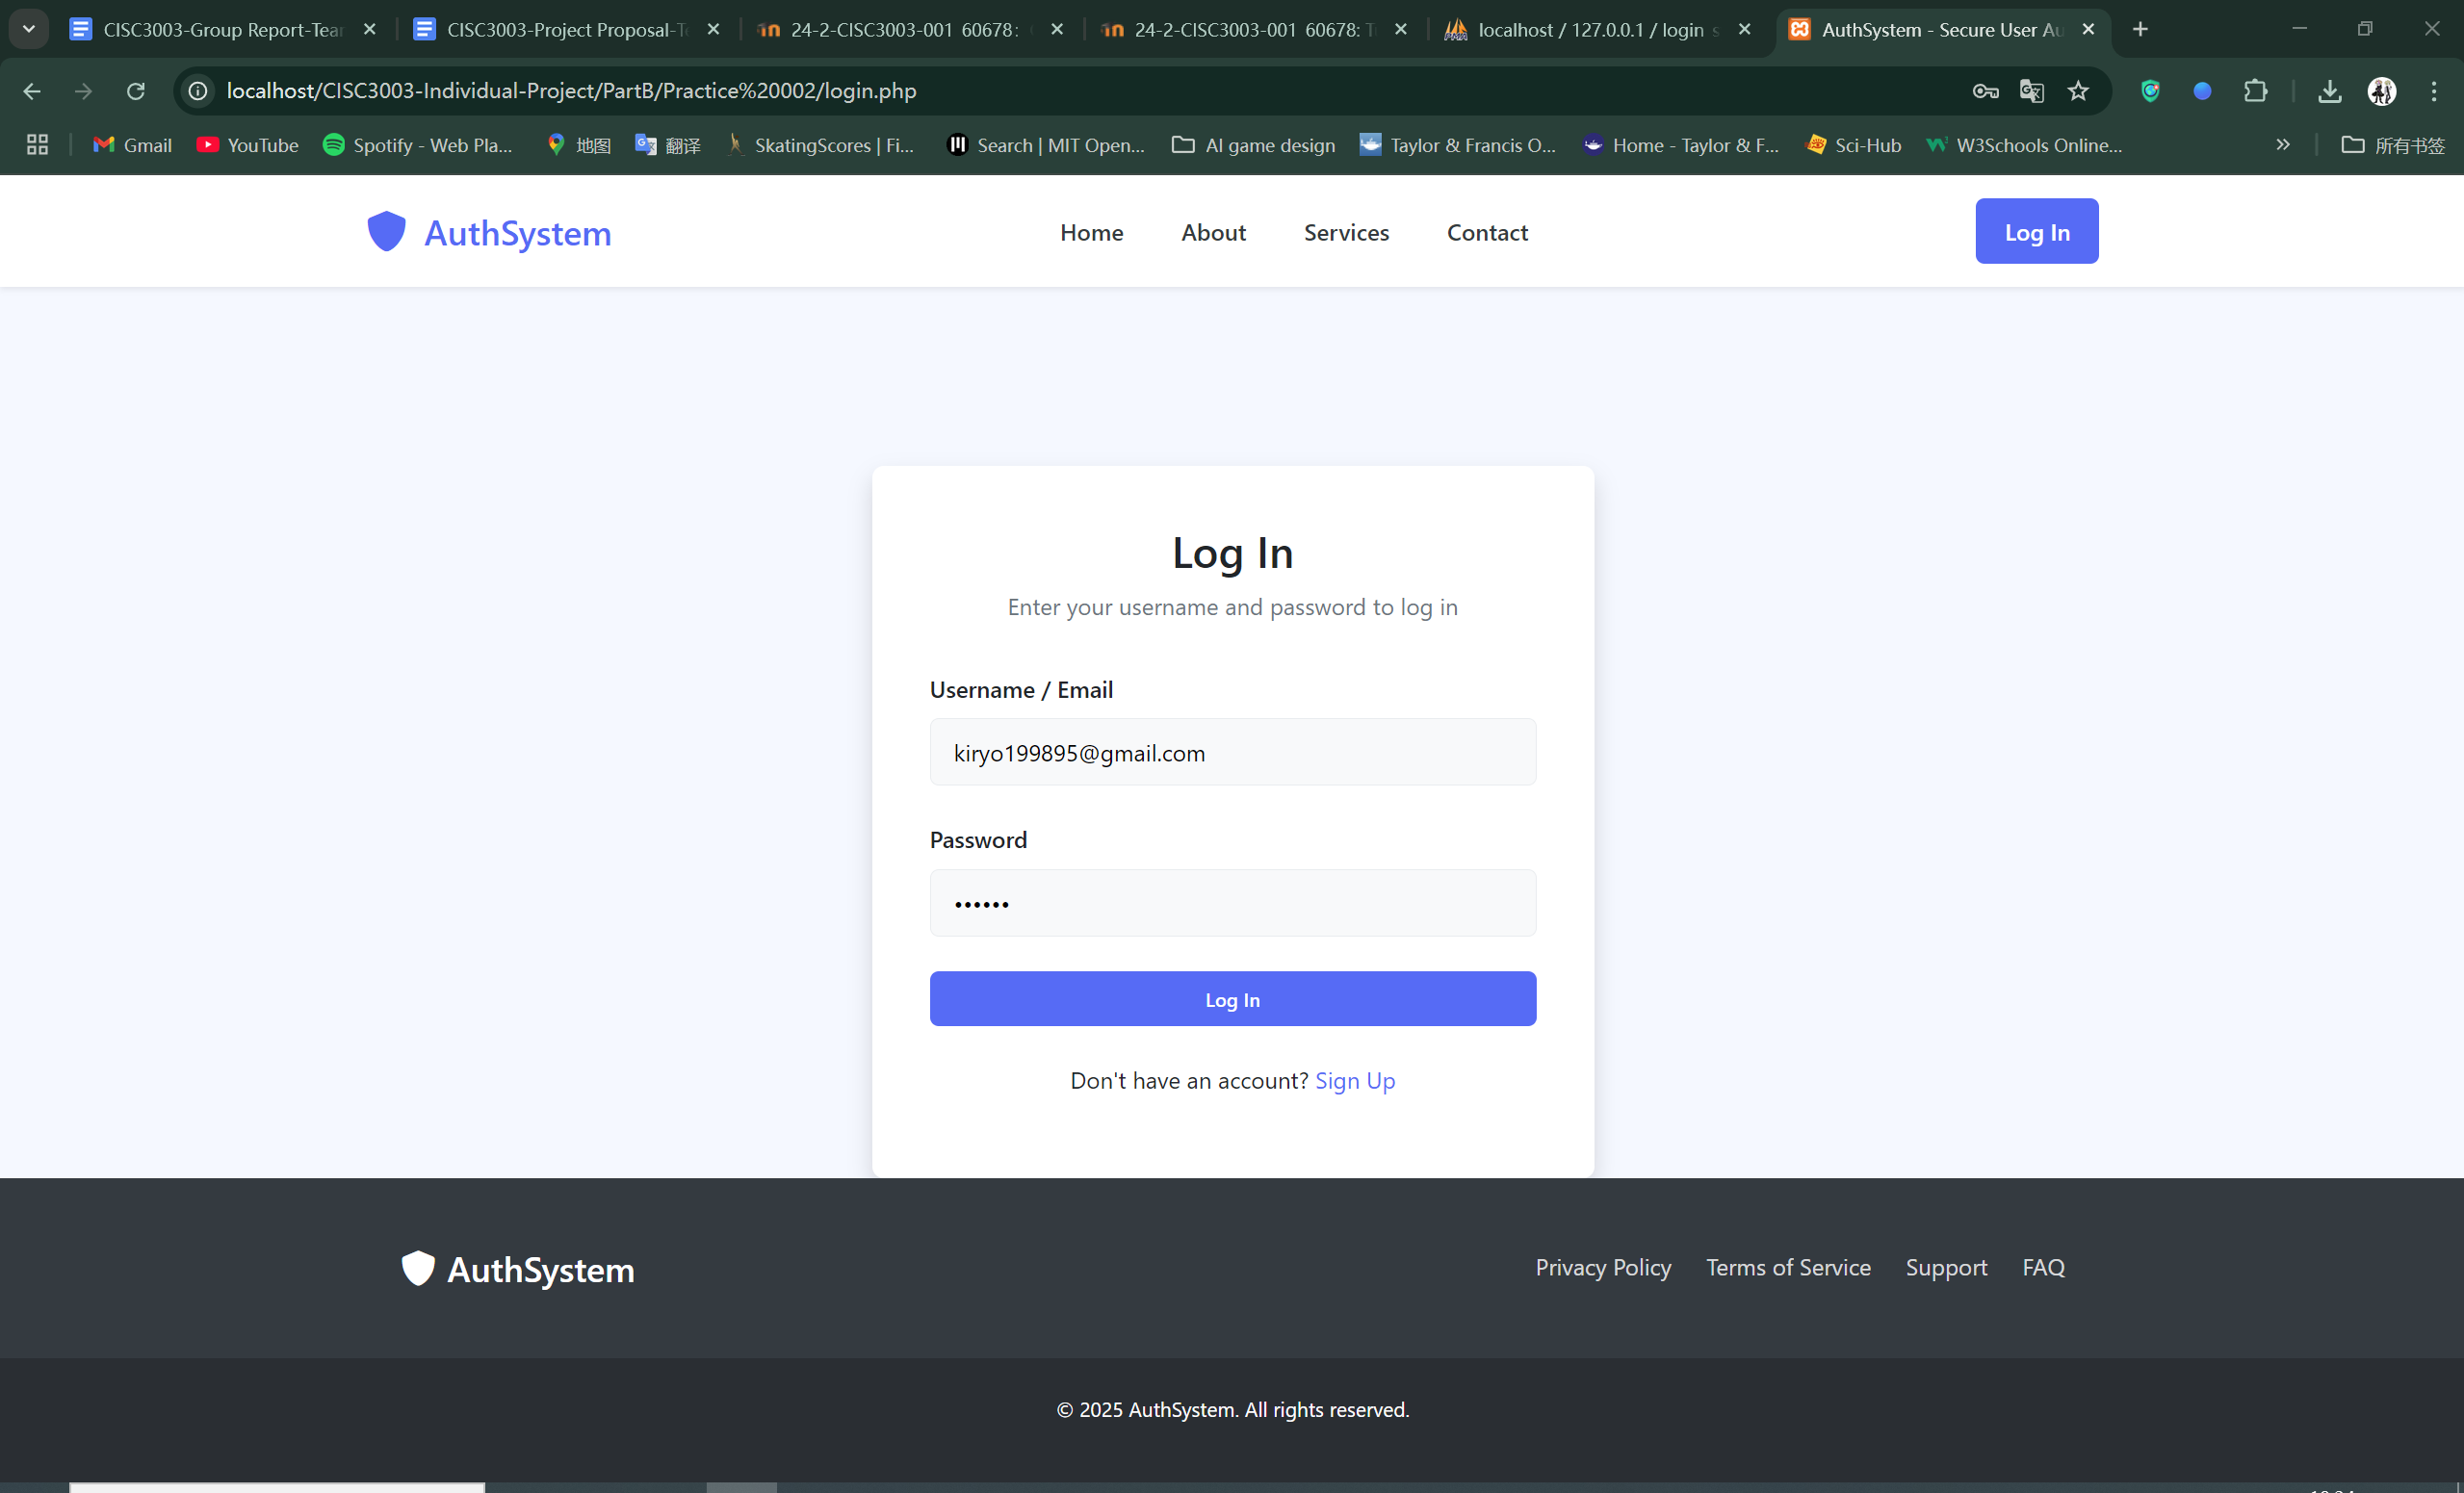 CISC3003-Group Report-Tea
CISC3003-Project Proposal-T
24-2-CISC3003-001 60678:
24-2-CISC3003-001 60678: T
localhost / 127.0.0.1 / login s
AuthSystem - Secure User Au
localhost/CISC3003-Individual-Project/PartB/Practice%20002/login.php
Gmail
YouTube
Spotify - Web Pla...
地图
翻译
SkatingScores | Fi...
Search | MIT Open...
AI game design
Taylor & Francis O...
Home - Taylor & F...
Sci-Hub
W3Schools Online...
所有书签
AuthSystem
Home
About
Services
Contact
Log In
Log In
Enter your username and password to log in
Username / Email
kiryo199895@gmail.com
Password
••••••
Log In
Don't have an account? Sign Up
AuthSystem
Privacy Policy
Terms of Service
Support
FAQ
© 2025 AuthSystem. All rights reserved.